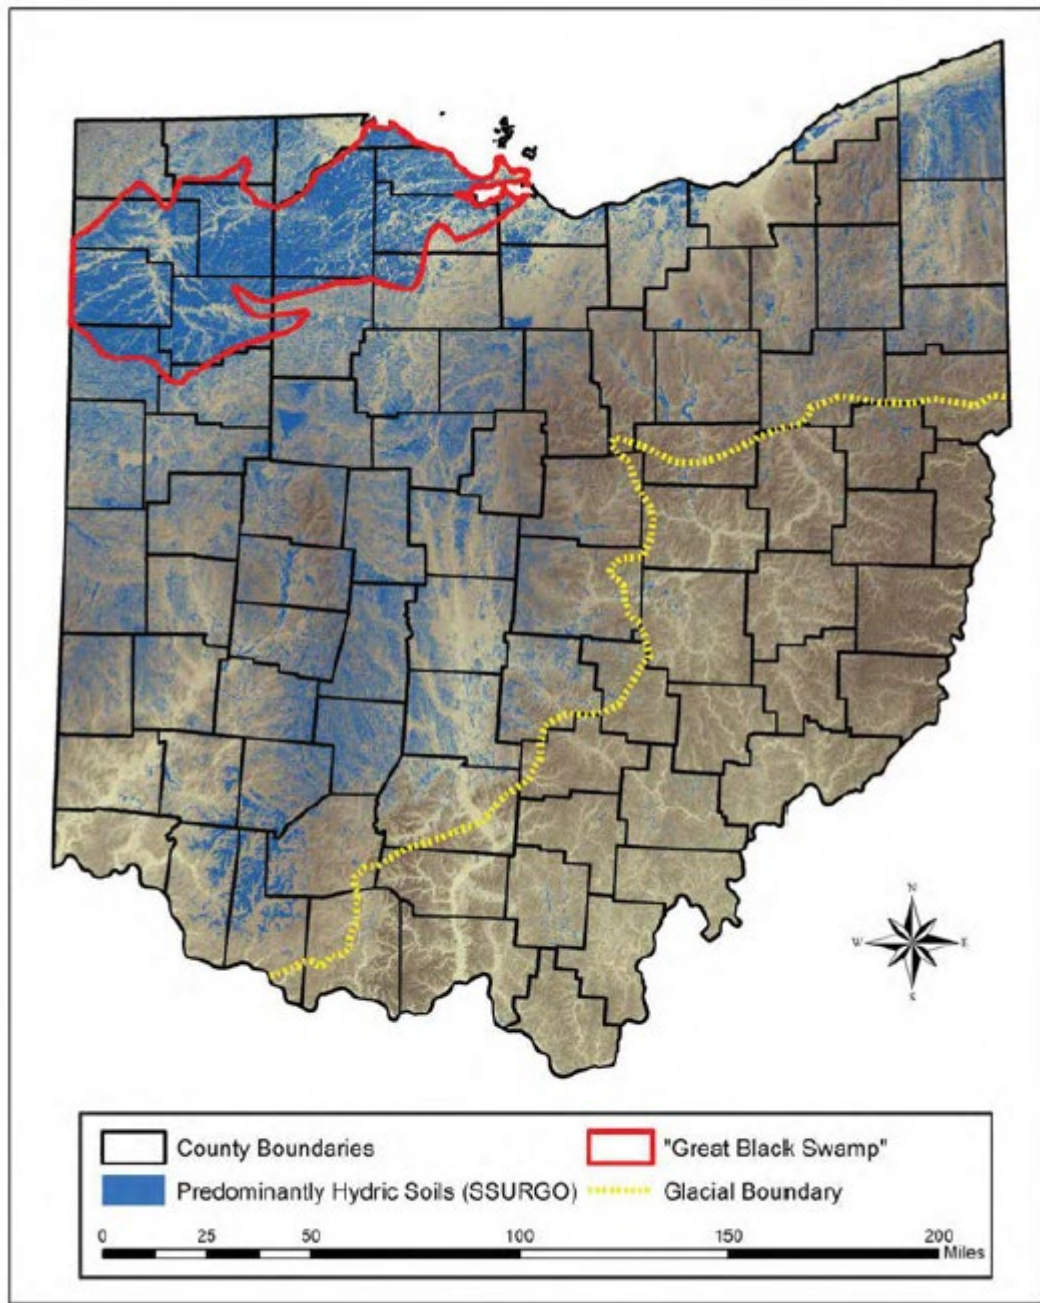 N
W E
S
County Boundaries "Great Black Swamp"
Predominantly Hydric Soils (SSURGO) Glacial Boundary
0 25 50 100 150 200
Miles